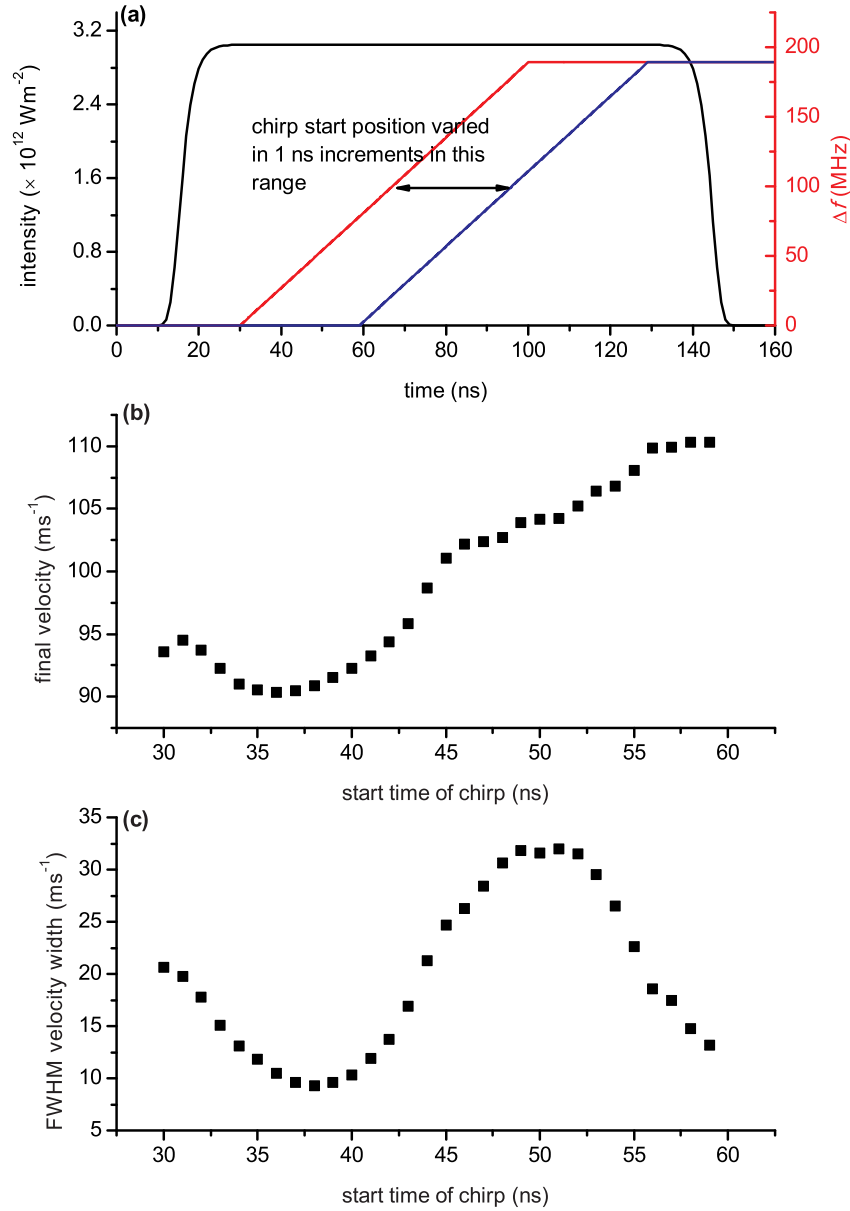 (a)
3.2
2.4
1.6
0.8
0.0
intensity (× 10¹² Wm⁻²)
chirp start position varied
in 1 ns increments in this
range
200
150
100
50
0
Δf (MHz)
0 20 40 60 80 100 120 140 160
time (ns)
(b)
110
105
100
95
90
final velocity (ms⁻¹)
30 35 40 45 50 55 60
start time of chirp (ns)
(c)
35
30
25
20
15
10
5
FWHM velocity width (ms⁻¹)
30 35 40 45 50 55 60
start time of chirp (ns)